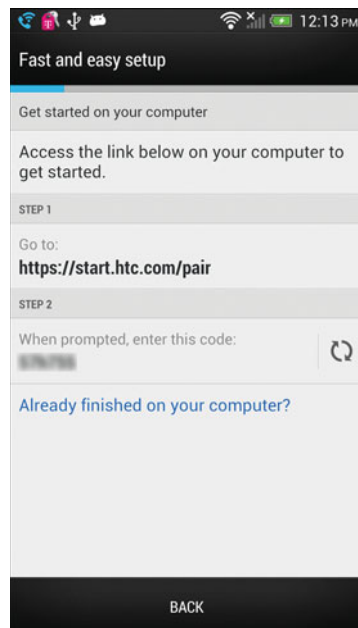 12:13 PM
Fast and easy setup
Get started on your computer
Access the link below on your computer to
get started.
STEP 1
Go to:
https://start.htc.com/pair
STEP 2
When prompted, enter this code:
Already finished on your computer?
BACK